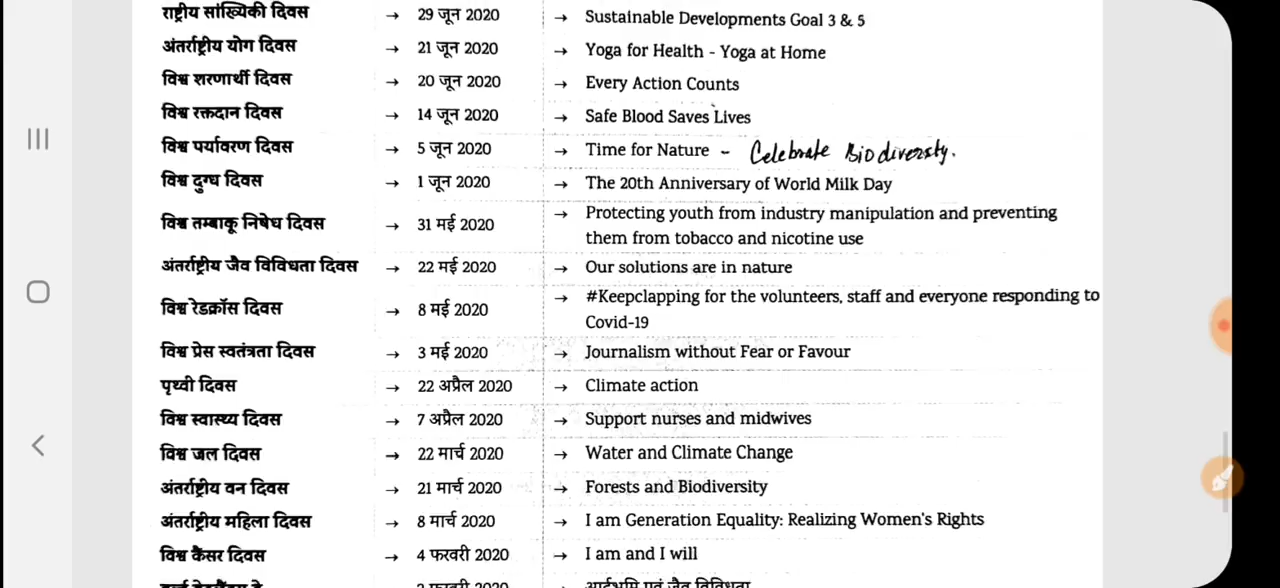 राष्ट्रीय सांख्यिकी दिवस → 29 जून 2020 → Sustainable Developments Goal 3 & 5
अंतर्राष्ट्रीय योग दिवस → 21 जून 2020 → Yoga for Health - Yoga at Home
विश्व शरणार्थी दिवस → 20 जून 2020 → Every Action Counts
विश्व रक्तदान दिवस → 14 जून 2020 → Safe Blood Saves Lives
विश्व पर्यावरण दिवस → 5 जून 2020 → Time for Nature - Celebrate Biodiversity.
विश्व दुग्ध दिवस → 1 जून 2020 → The 20th Anniversary of World Milk Day
विश्व तम्बाकू निषेध दिवस → 31 मई 2020 → Protecting youth from industry manipulation and preventing
them from tobacco and nicotine use
अंतर्राष्ट्रीय जैव विविधता दिवस → 22 मई 2020 → Our solutions are in nature
विश्व रेडक्रॉस दिवस → 8 मई 2020 → #Keepclapping for the volunteers, staff and everyone responding to
Covid-19
विश्व प्रेस स्वतंत्रता दिवस → 3 मई 2020 → Journalism without Fear or Favour
पृथ्वी दिवस → 22 अप्रैल 2020 → Climate action
विश्व स्वास्थ्य दिवस → 7 अप्रैल 2020 → Support nurses and midwives
विश्व जल दिवस → 22 मार्च 2020 → Water and Climate Change
अंतर्राष्ट्रीय वन दिवस → 21 मार्च 2020 → Forests and Biodiversity
अंतर्राष्ट्रीय महिला दिवस → 8 मार्च 2020 → I am Generation Equality: Realizing Women's Rights
विश्व कैंसर दिवस → 4 फरवरी 2020 → I am and I will
2 फरवरी 2020 → आर्द्रभूमि एवं जैव विविधता